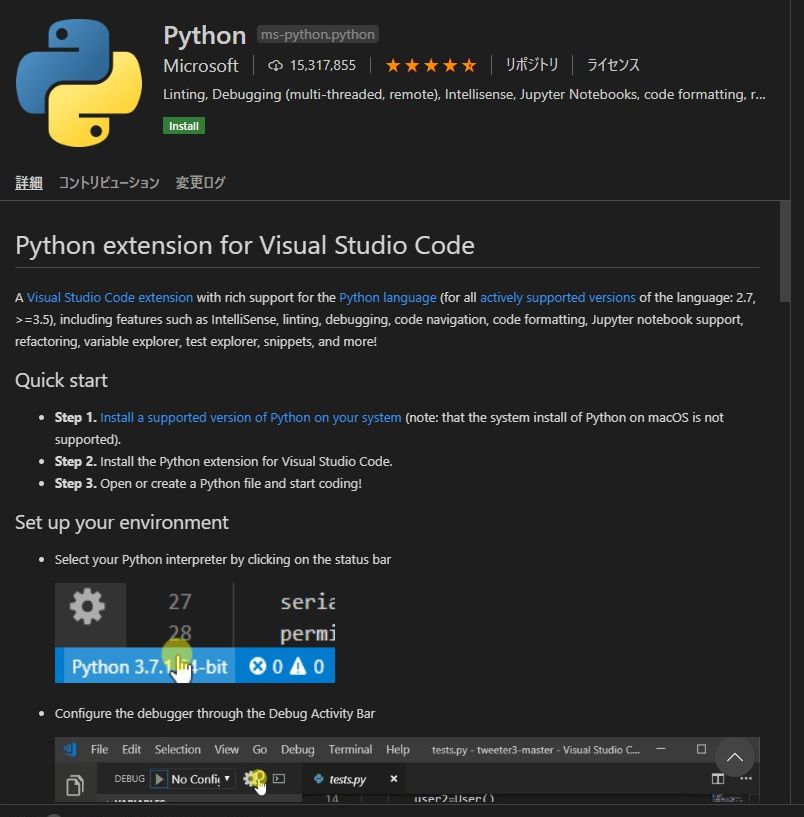 Python ms-python.python
Microsoft 15,317,855 リポジトリ ライセンス
Linting, Debugging (multi-threaded, remote), Intellisense, Jupyter Notebooks, code formatting, r...
Install
詳細 コントリビューション 変更ログ
Python extension for Visual Studio Code
A Visual Studio Code extension with rich support for the Python language (for all actively supported versions of the language: 2.7,
>=3.5), including features such as IntelliSense, linting, debugging, code navigation, code formatting, Jupyter notebook support,
refactoring, variable explorer, test explorer, snippets, and more!
Quick start
• Step 1. Install a supported version of Python on your system (note: that the system install of Python on macOS is not
supported).
• Step 2. Install the Python extension for Visual Studio Code.
• Step 3. Open or create a Python file and start coding!
Set up your environment
• Select your Python interpreter by clicking on the status bar
27 seria
28 permi
Python 3.7.1 4-bit 0 0
• Configure the debugger through the Debug Activity Bar
File Edit Selection View Go Debug Terminal Help tests.py - tweeter3-master - Visual Studio C...
DEBUG No Config tests.py
14 user2=User()